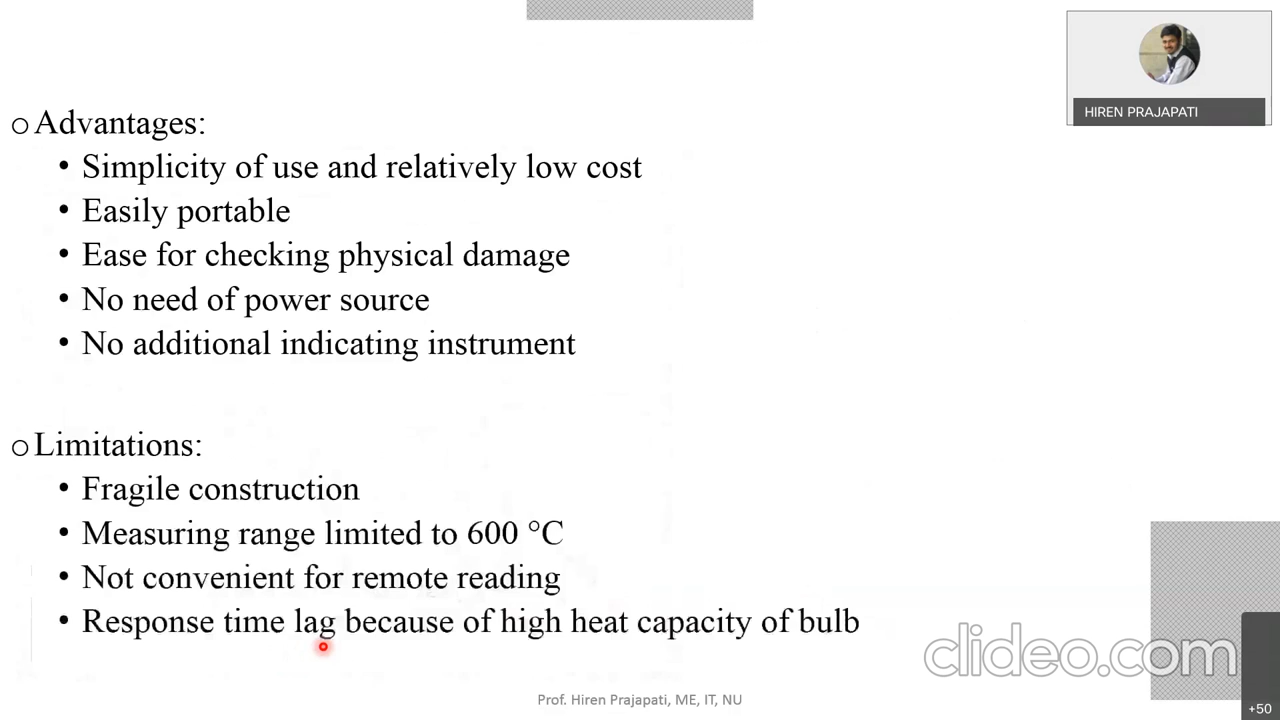 HIREN PRAJAPATI
o Advantages:
• Simplicity of use and relatively low cost
• Easily portable
• Ease for checking physical damage
• No need of power source
• No additional indicating instrument
o Limitations:
• Fragile construction
• Measuring range limited to 600 °C
• Not convenient for remote reading
• Response time lag because of high heat capacity of bulb
clideo.com
Prof. Hiren Prajapati, ME, IT, NU
+50